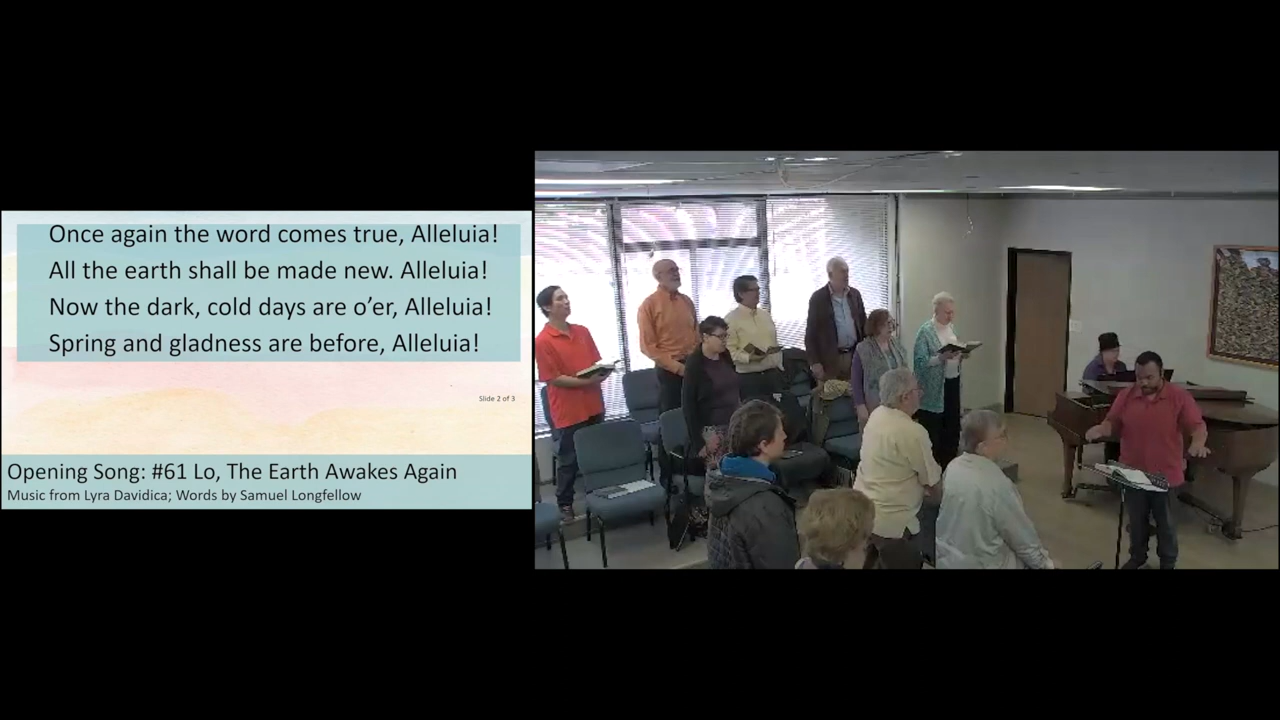 Once again the word comes true, Alleluia!
All the earth shall be made new. Alleluia!
Now the dark, cold days are o’er, Alleluia!
Spring and gladness are before, Alleluia!
Slide 2 of 3
Opening Song: #61 Lo, The Earth Awakes Again
Music from Lyra Davidica; Words by Samuel Longfellow